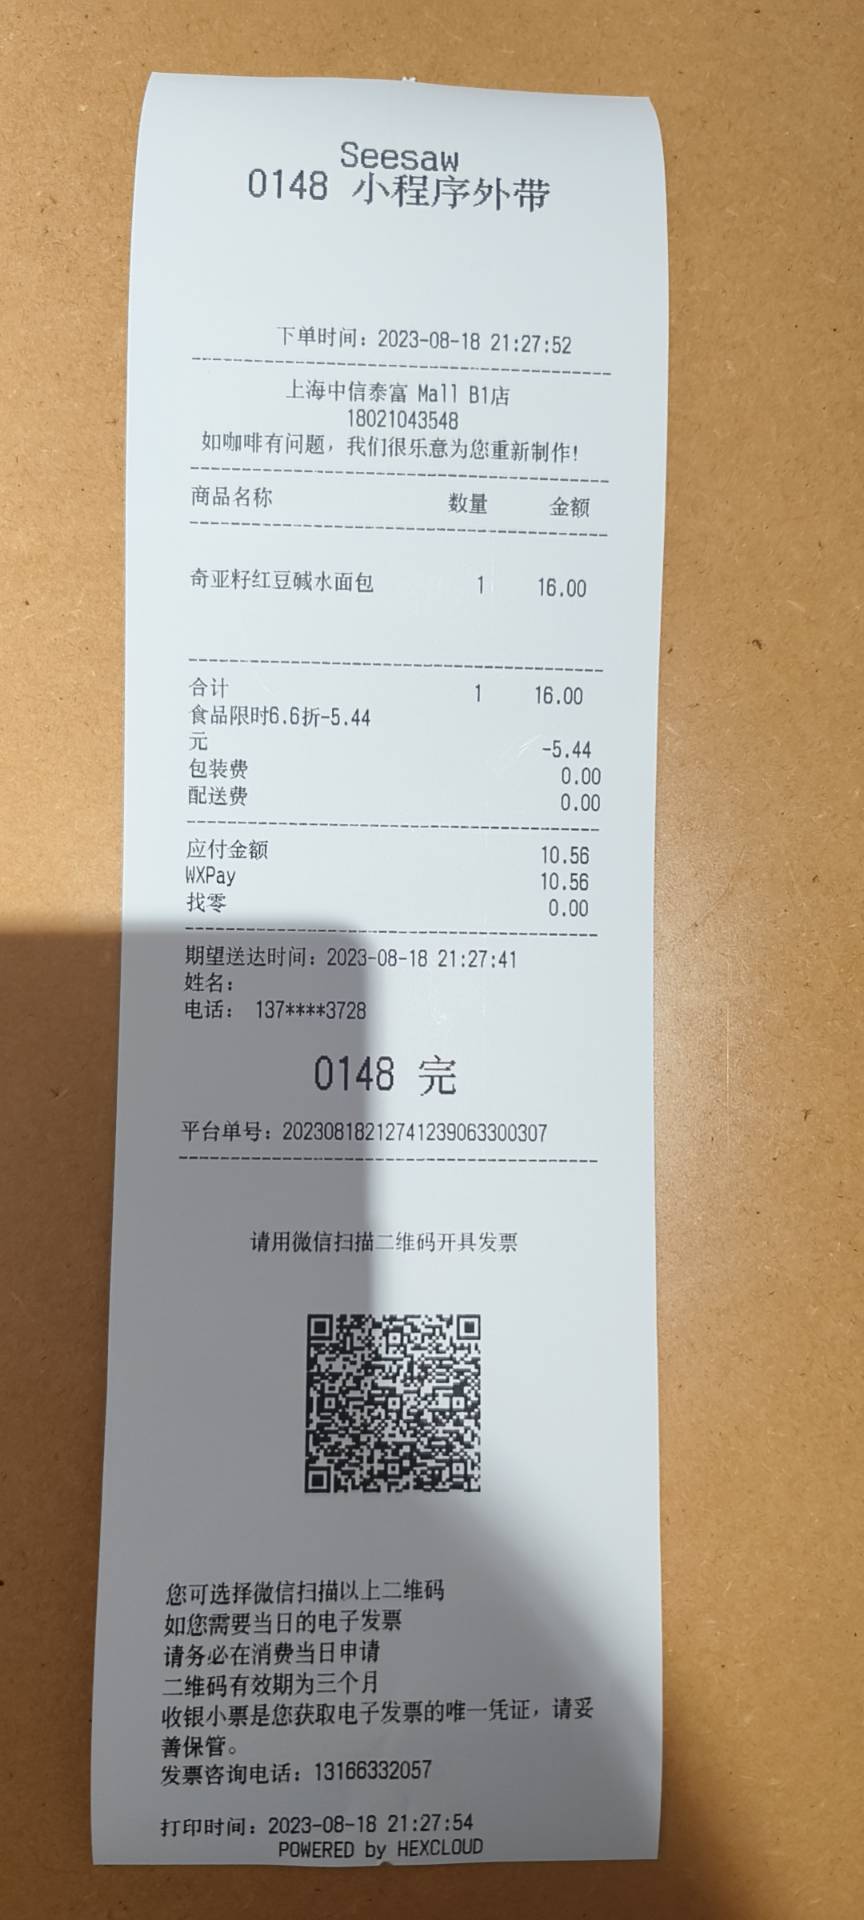 Seesaw
0148 小程序外带
下单时间：2023-08-18 21:27:52
上海中信泰富 Mall B1店
18021043548
如咖啡有问题，我们很乐意为您重新制作!
商品名称 数量 金额
奇亚籽红豆碱水面包 1 16.00
合计 1 16.00
食品限时6.6折-5.44
元 -5.44
包装费 0.00
配送费 0.00
应付金额 10.56
WXPay 10.56
找零 0.00
期望送达时间：2023-08-18 21:27:41
姓名：
电话： 137****3728
0148 完
平台单号：20230818212741239063300307
请用微信扫描二维码开具发票
您可选择微信扫描以上二维码
如您需要当日的电子发票
请务必在消费当日申请
二维码有效期为三个月
收银小票是您获取电子发票的唯一凭证，请妥
善保管。
发票咨询电话：13166332057
打印时间：2023-08-18 21:27:54
POWERED by HEXCLOUD